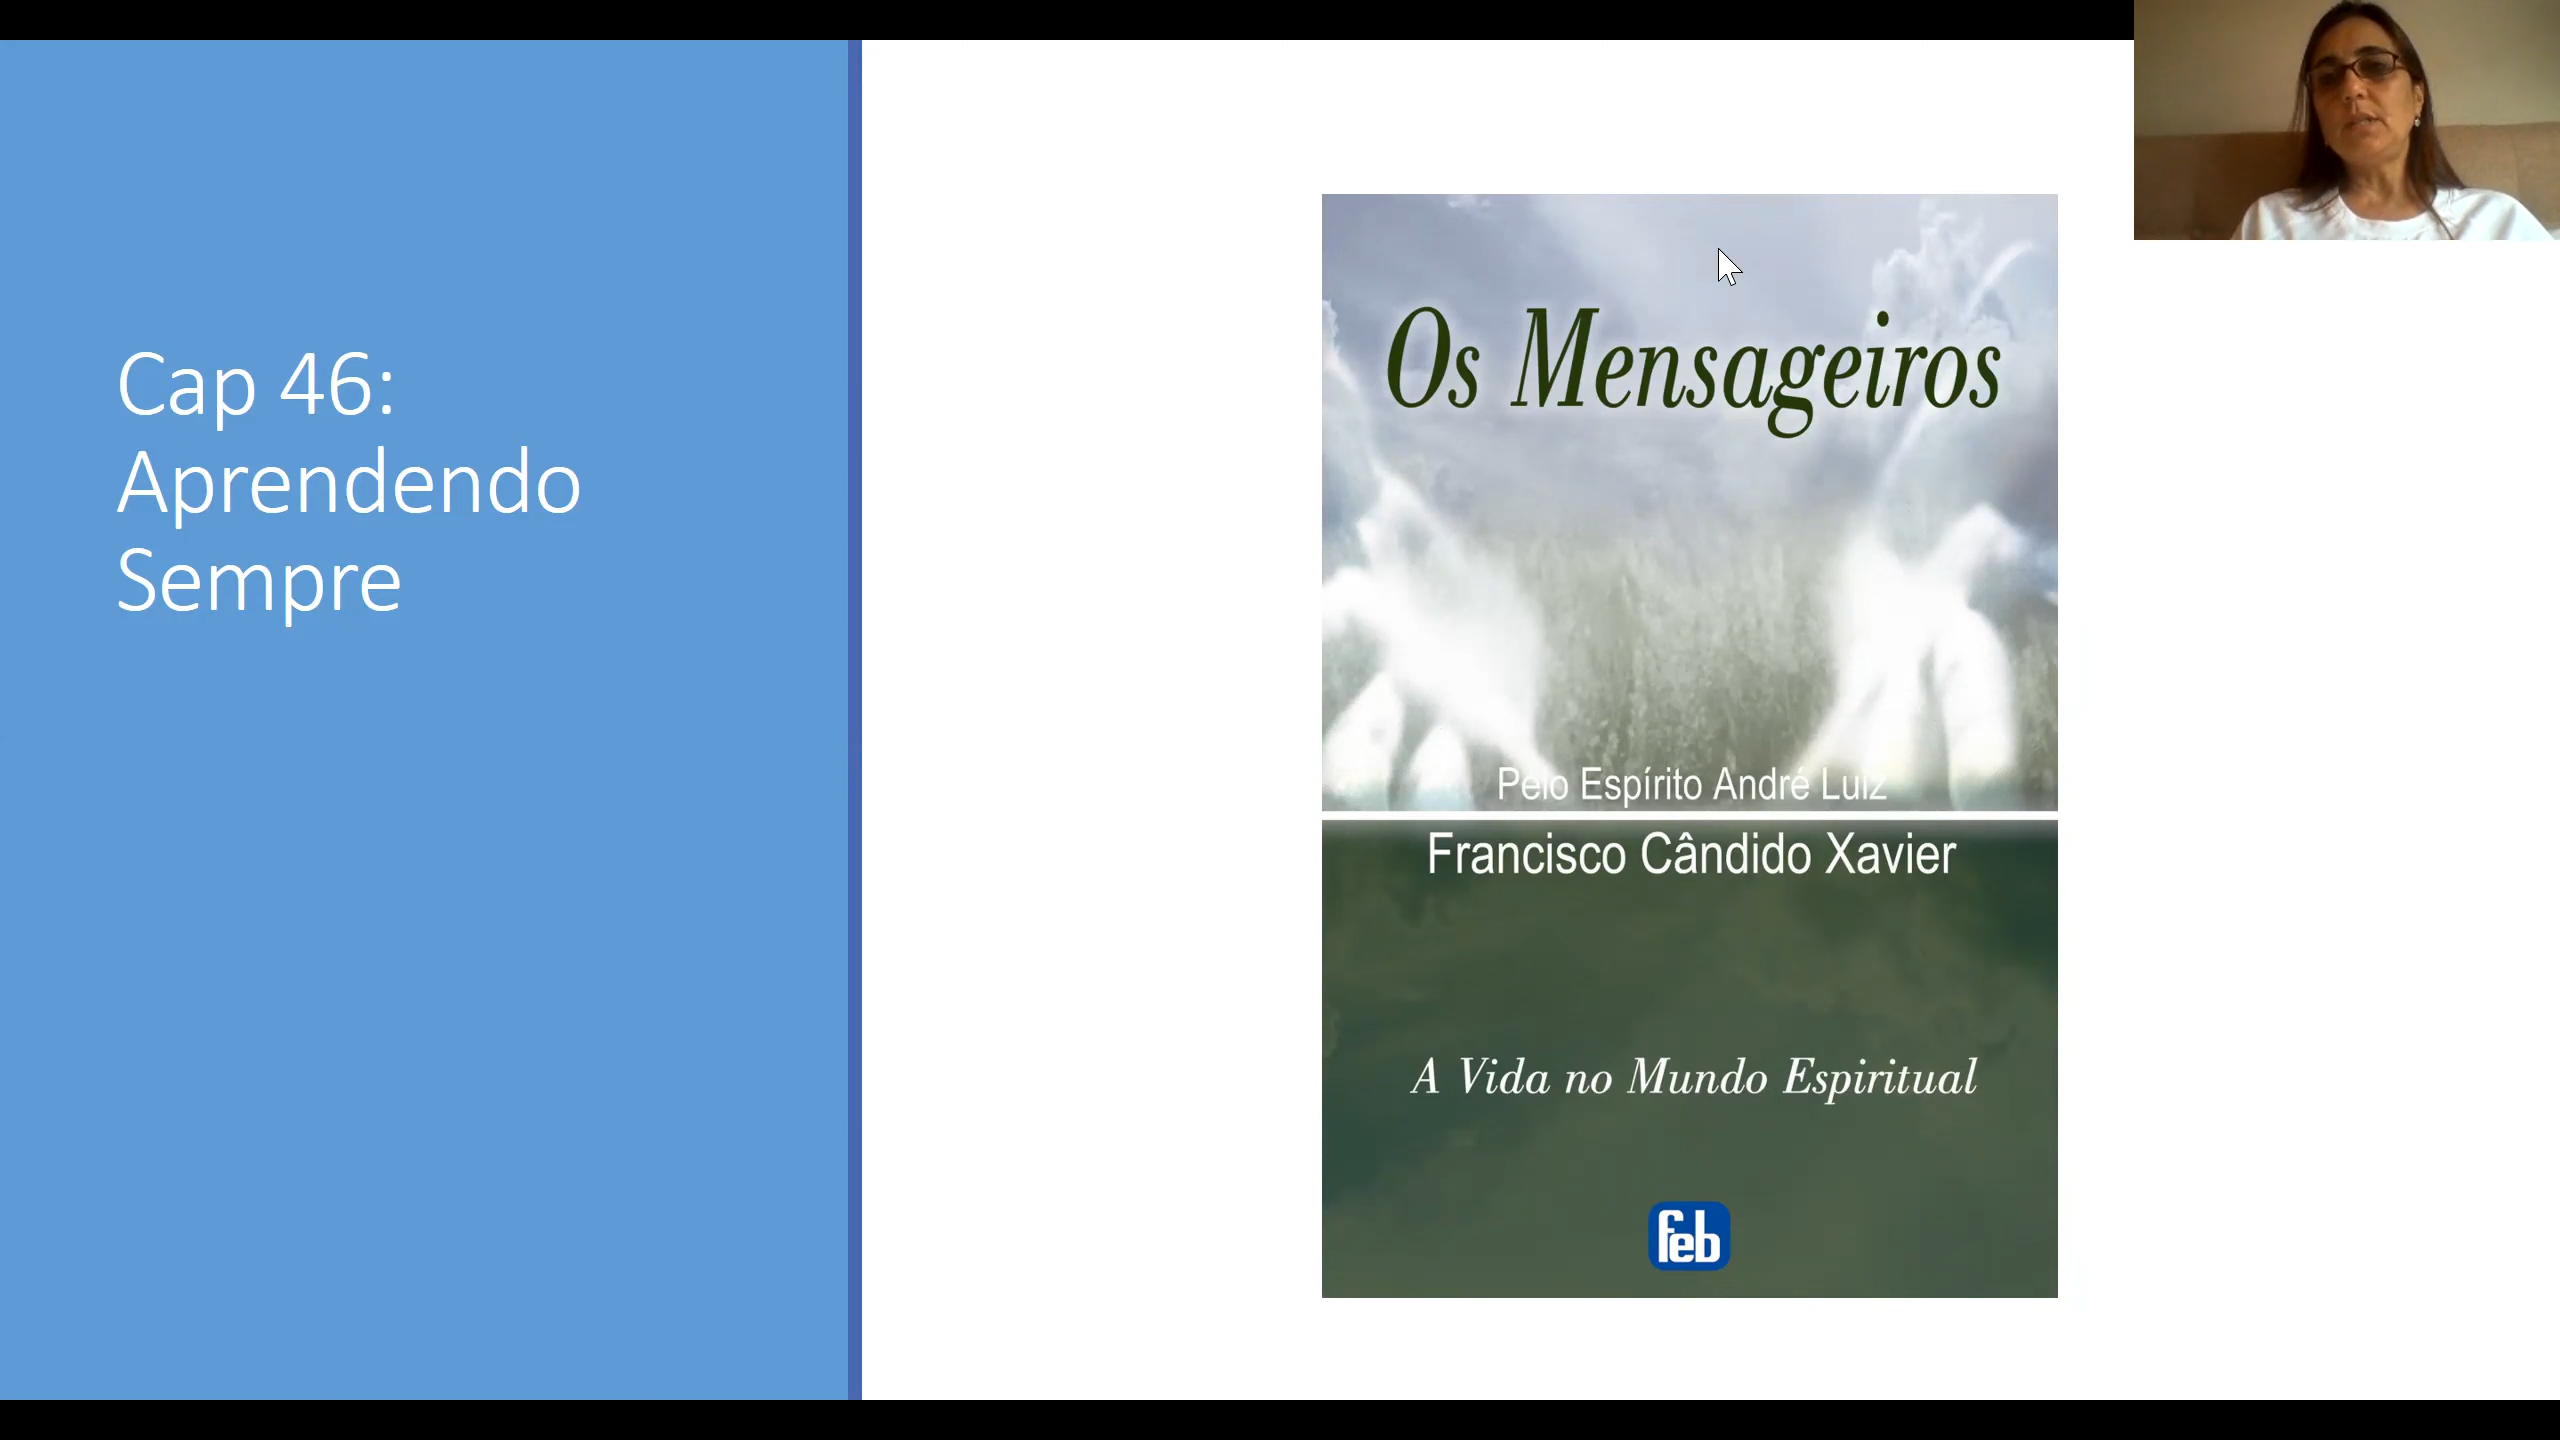 Cap 46:
Aprendendo
Sempre
Os Mensageiros
Pelo Espírito André Luiz
Francisco Cândido Xavier
A Vida no Mundo Espiritual
feb